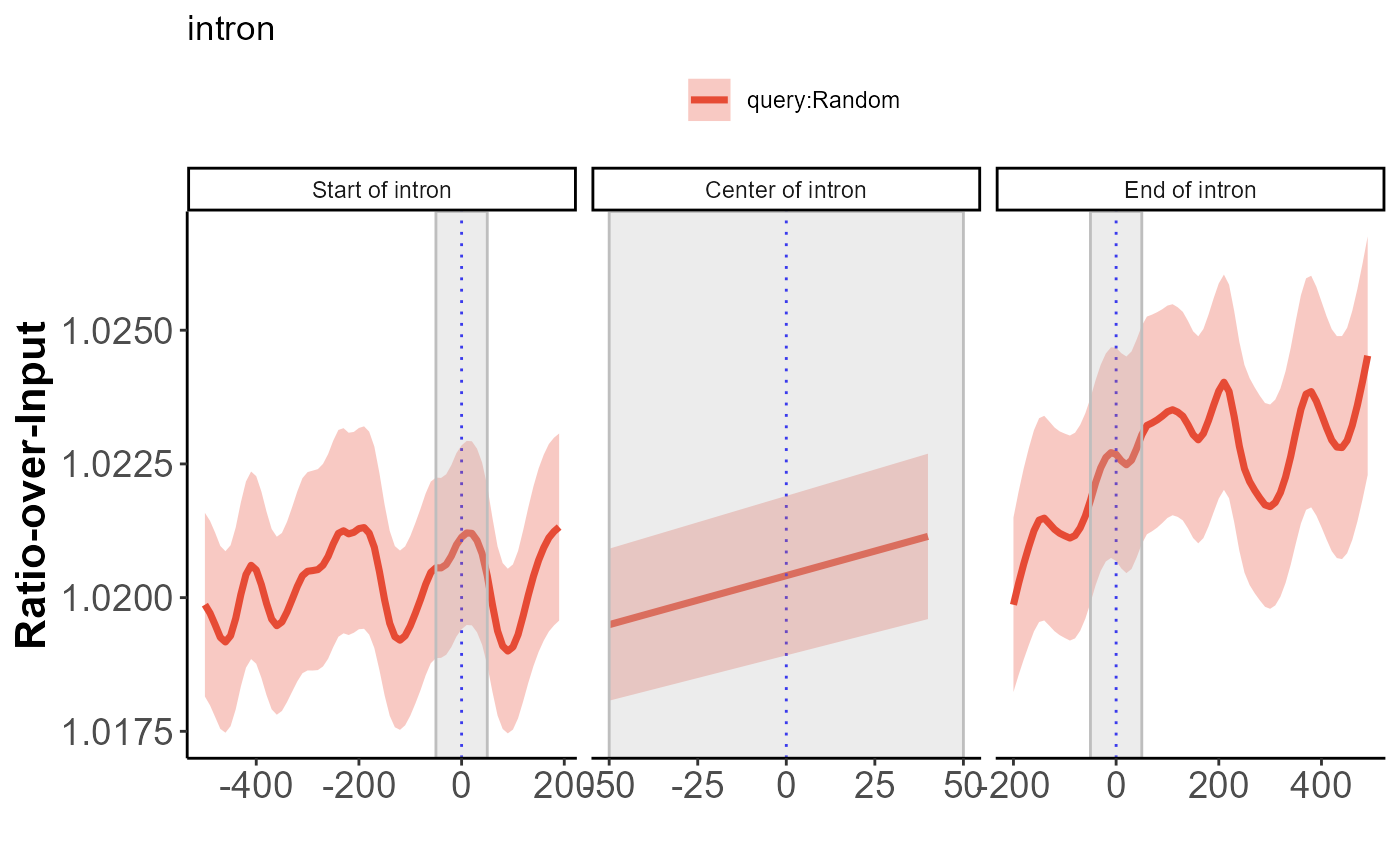 intron
query:Random
Start of intron
Center of intron
End of intron
Ratio-over-Input
1.0250
1.0225
1.0200
1.0175
-400 -200 0 200
-50 -25 0 25 50
-200 0 200 400